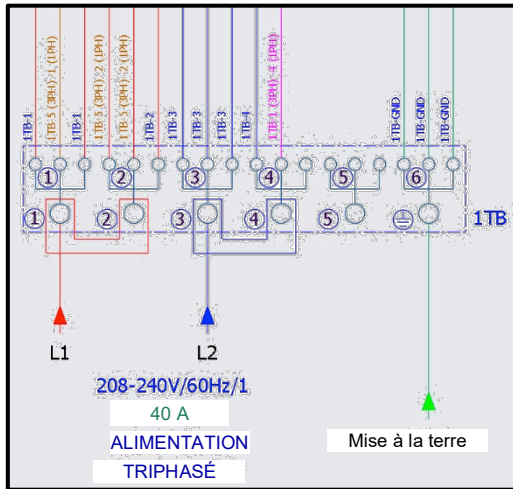 1TB-1
1TB-5 (3PH)-1 (1PH)
1TB-1
1TB-5 (3PH)-2 (1PH)
1TB-5 (3PH)-2 (1PH)
1TB-2
1TB-3
1TB-3
1TB-3
1TB-4
1TB-1 (3PH)-4 (1PH)
1TB-GND
1TB-GND
1TB-GND
1 2 3 4 5 6
1 2 3 4 5 1TB
L1 L2
208-240V/60Hz/1
40 A
ALIMENTATION
TRIPHASÉ
Mise à la terre